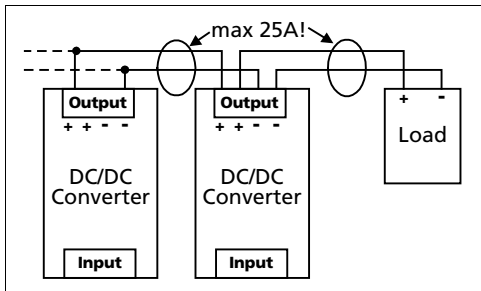 max 25A!
Output
+ + - -
DC/DC
Converter
Input
Output
+ + - -
DC/DC
Converter
Input
+ -
Load